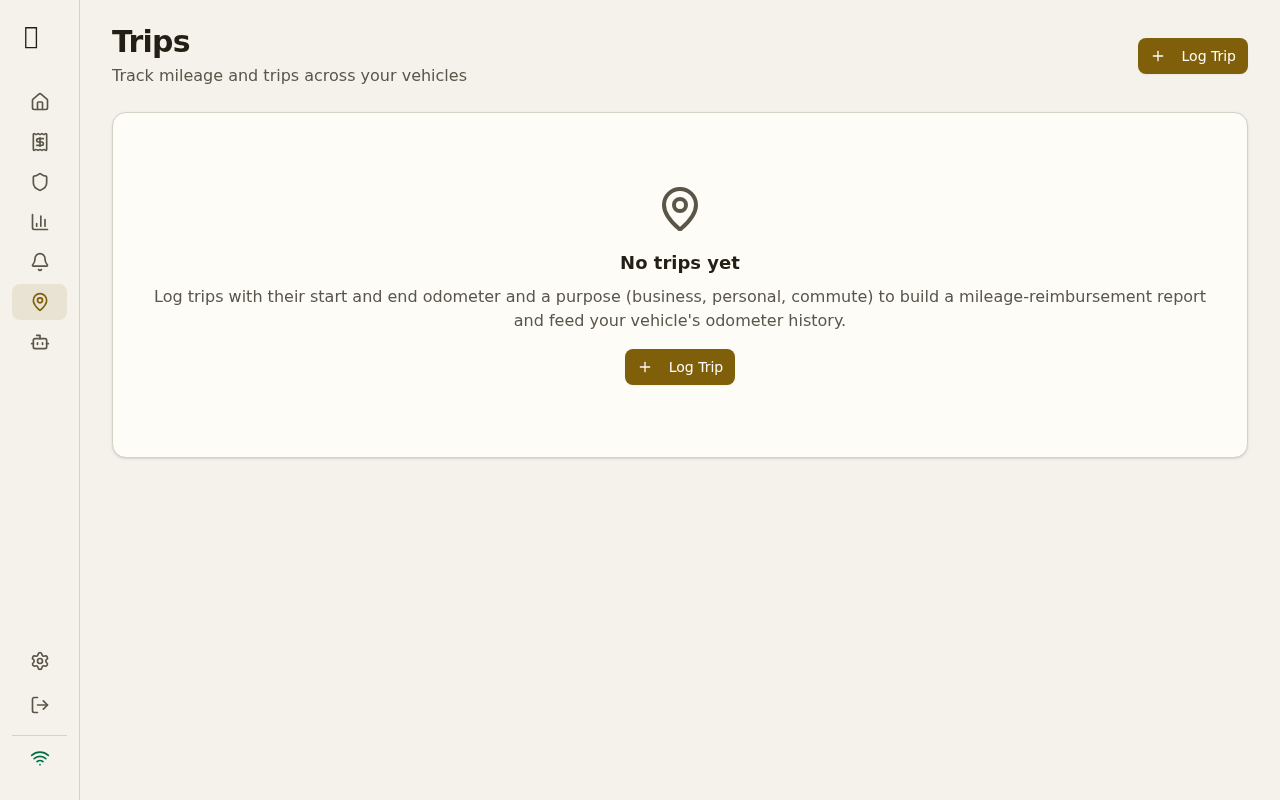 Trips
Track mileage and trips across your vehicles
Log Trip
No trips yet
Log trips with their start and end odometer and a purpose (business, personal, commute) to build a mileage-reimbursement report
and feed your vehicle's odometer history.
Log Trip